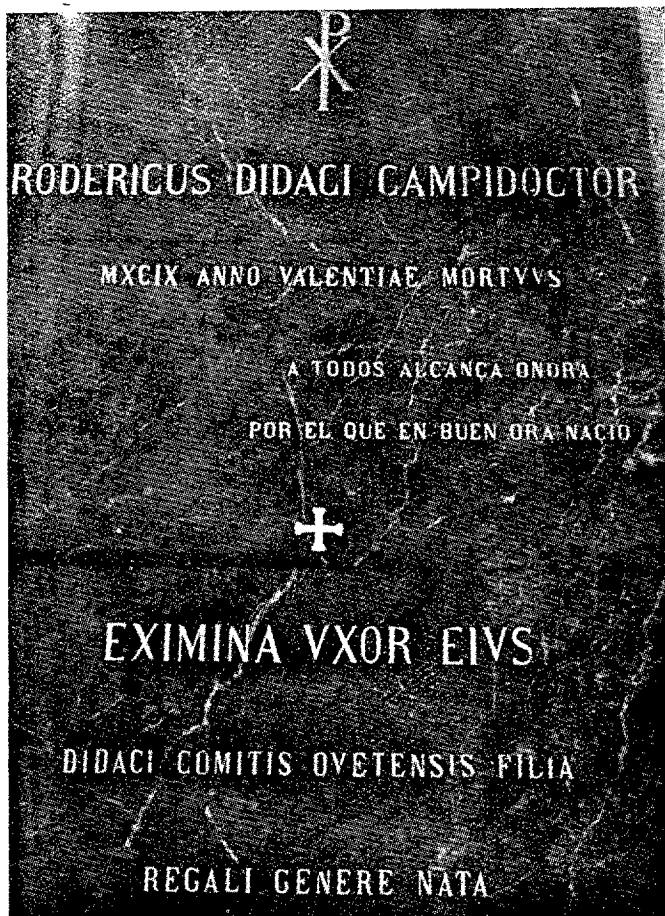 RODERICUS DIDACI CAMPIDOCTOR
MXCIX ANNO VALENTIAE MORTVVS
A TODOS ALCANÇA ONDRA
POR EL QUE EN BUEN ORA NACIO
EXIMINA VXOR EIVS
DIDACI COMITIS OVETENSIS FILIA
REGALI GENERE NATA